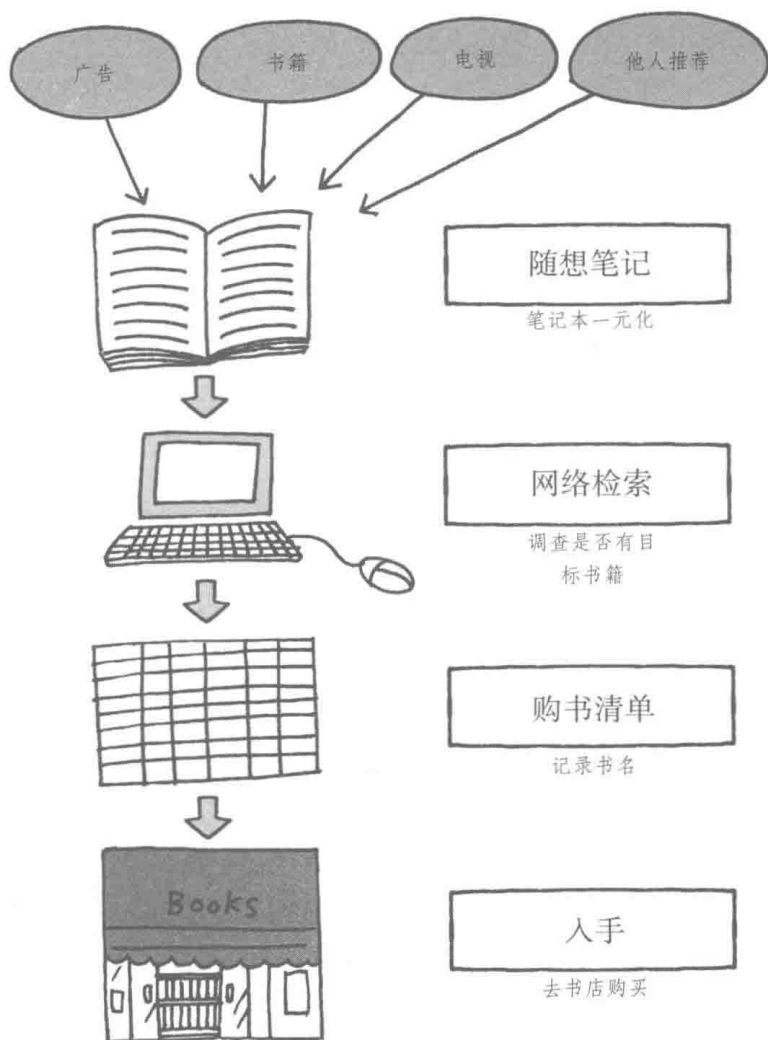 广告
书籍
电视
他人推荐
随想笔记
笔记本一元化
网络检索
调查是否有目
标书籍
购书清单
记录书名
Books
入手
去书店购买